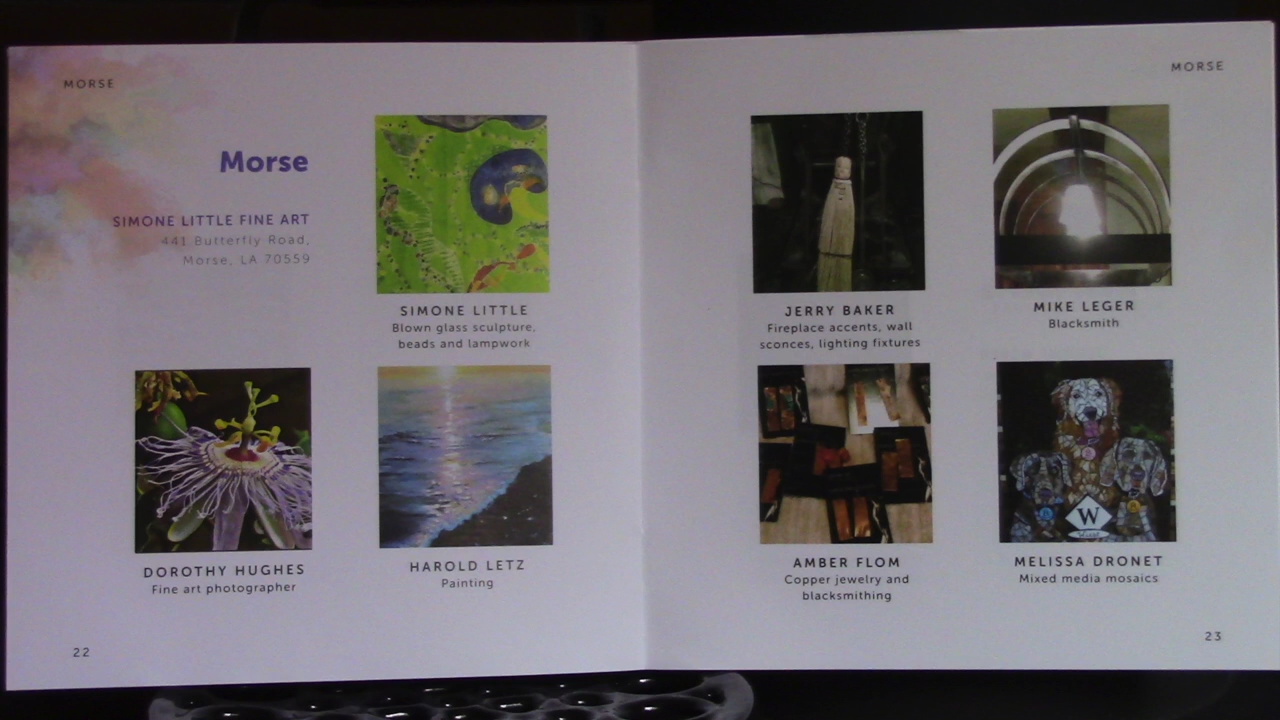 MORSE
Morse
SIMONE LITTLE FINE ART
441 Butterfly Road,
Morse, LA 70559
SIMONE LITTLE
Blown glass sculpture,
beads and lampwork
DOROTHY HUGHES
Fine art photographer
HAROLD LETZ
Painting
22
MORSE
JERRY BAKER
Fireplace accents, wall
sconces, lighting fixtures
MIKE LEGER
Blacksmith
AMBER FLOM
Copper jewelry and
blacksmithing
W
MELISSA DRONET
Mixed media mosaics
23